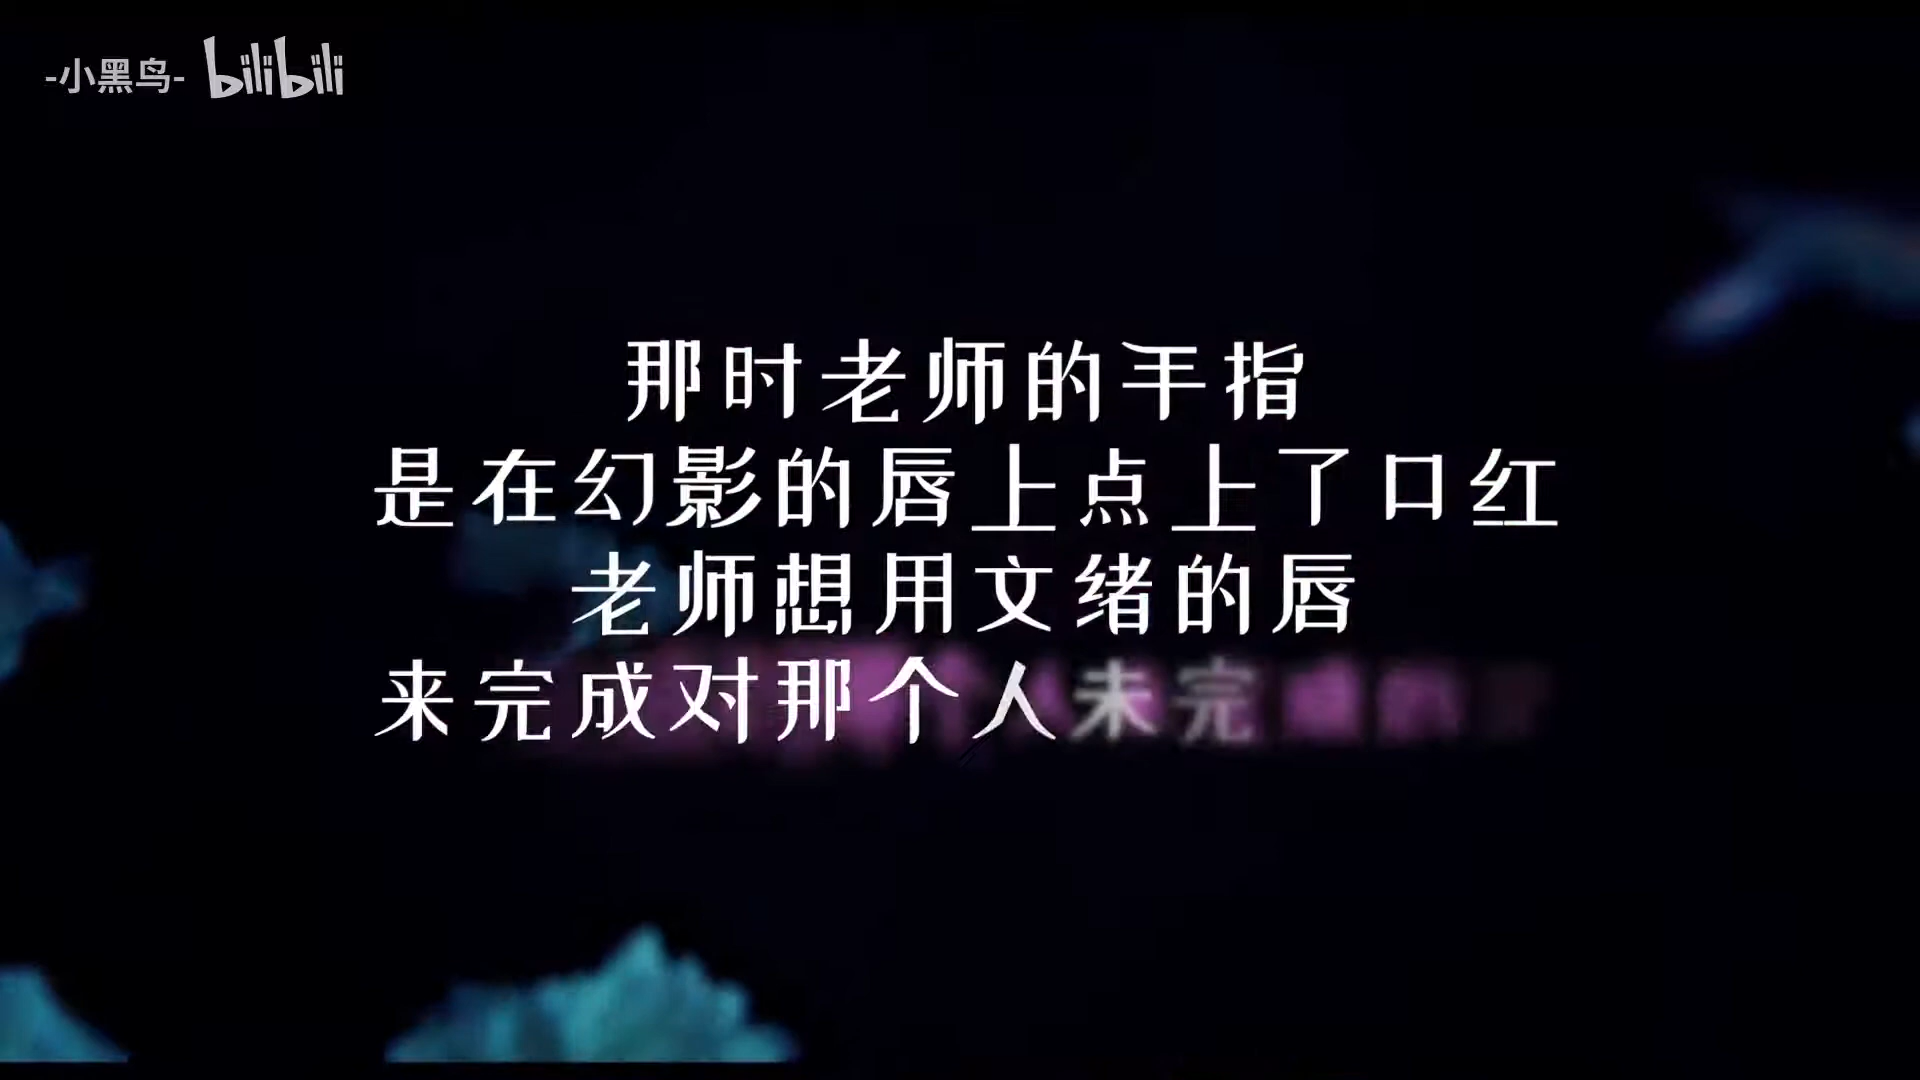 -小黑鸟- bilibili
那时老师的手指
是在幻影的唇上点上了口红
老师想用文绪的唇
来完成对那个人未完